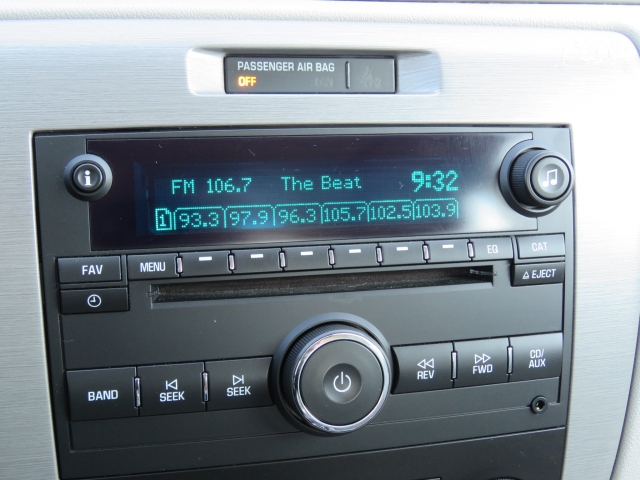 PASSENGER AIR BAG
OFF
FM 106.7 The Beat 9:32
1 93.3 97.9 96.3 105.7 102.5 103.9
FAV MENU EQ CAT
EJECT
BAND SEEK SEEK REV FWD CD/
AUX